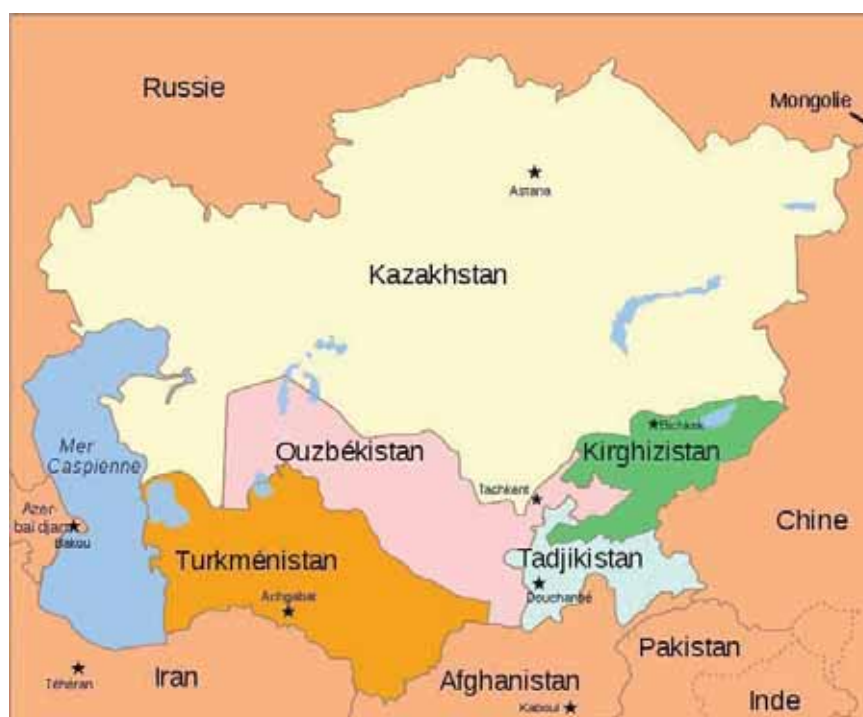 Russie
Mongolie
Astana
Kazakhstan
Bichkek
Mer
Caspienne
Ouzbékistan
Kirghizistan
Tachkent
Azer-
baïdjan
Bakou
Chine
Turkménistan
Tadjikistan
Achgabat
Douchanbé
Pakistan
Téhéran
Iran
Afghanistan
Kaboul
Inde